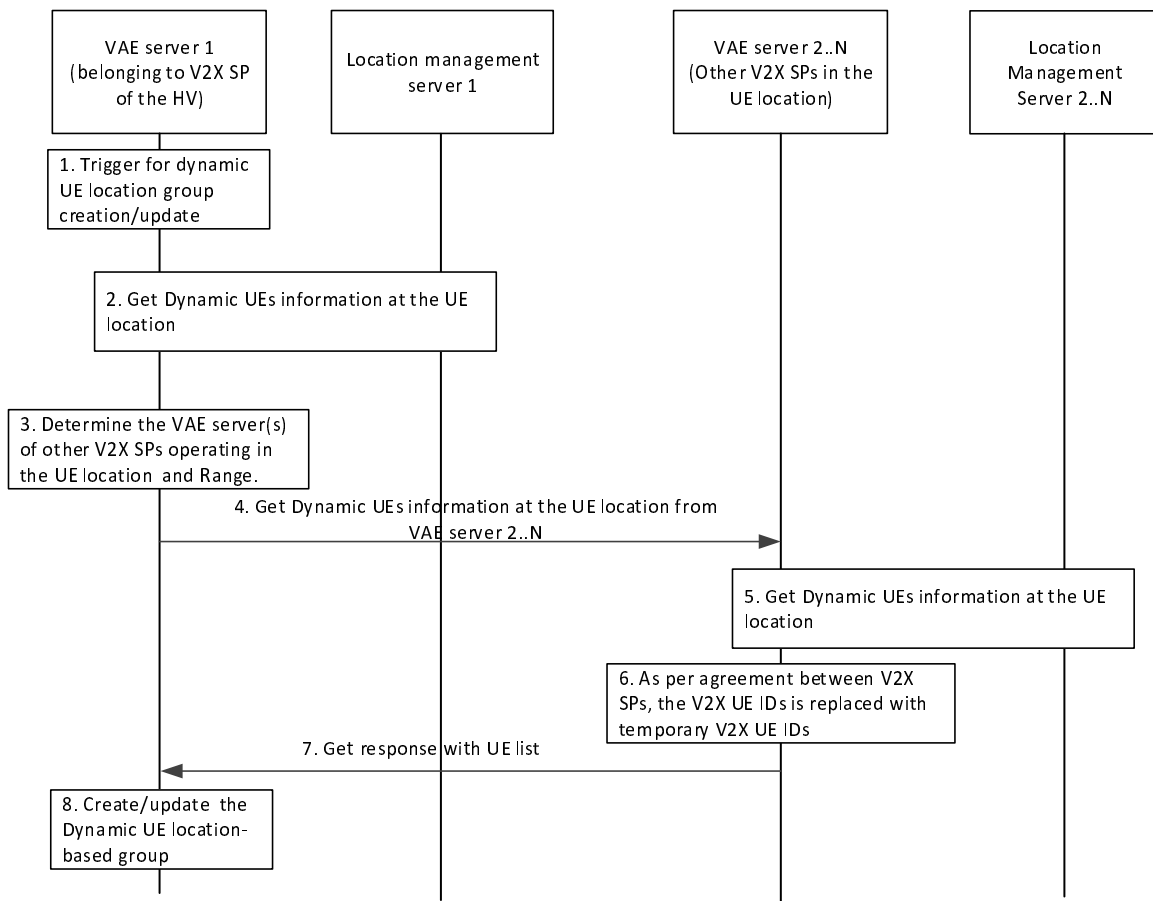 VAE server 1
(belonging to V2X SP
of the HV)
Location management
server 1
VAE server 2..N
(Other V2X SPs in the
UE location)
Location
Management
Server 2..N
1. Trigger for dynamic
UE location group
creation/update
2. Get Dynamic UEs information at the UE
location
3. Determine the VAE server(s)
of other V2X SPs operating in
the UE location and Range.
4. Get Dynamic UEs information at the UE location from
VAE server 2..N
5. Get Dynamic UEs information at the UE
location
6. As per agreement between V2X
SPs, the V2X UE IDs is replaced with
temporary V2X UE IDs
7. Get response with UE list
8. Create/update the
Dynamic UE location-
based group